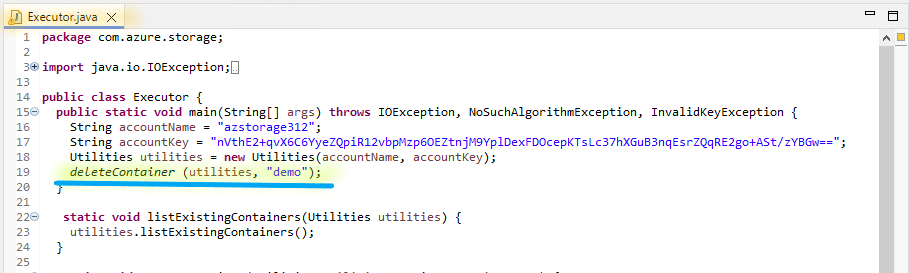 Executor.java
1 package com.azure.storage;
2
3 import java.io.IOException;
13
14 public class Executor {
15 public static void main(String[] args) throws IOException, NoSuchAlgorithmException, InvalidKeyException {
16 String accountName = "azstorage312";
17 String accountKey = "nVthE2+qvX6C6YyeZQpiR12vbpMzp6OEZtnjM9YplDexFDOcepKTsLc37hXGuB3nqEsrZQqRE2go+ASt/zYBGw==";
18 Utilities utilities = new Utilities(accountName, accountKey);
19 deleteContainer (utilities, "demo");
20 }
21
22 static void listExistingContainers(Utilities utilities) {
23 utilities.listExistingContainers();
24 }
25